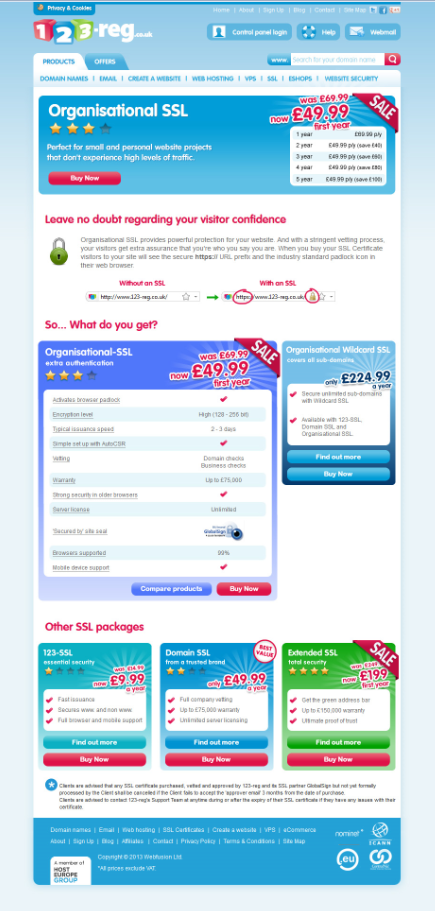 Privacy & Cookies
Home | About | Sign Up | Blog | Contact | Site Map
123-reg.co.uk
Control panel login
Help
Webmail
PRODUCTS
OFFERS
www.
Search for your domain name
DOMAIN NAMES | EMAIL | CREATE A WEBSITE | WEB HOSTING | VPS | SSL | ESHOPS | WEBSITE SECURITY
Organisational SSL
Perfect for small and personal website projects
that don't experience high levels of traffic.
Buy Now
was £69.99
now £49.99
first year
SALE
1 year £69.99 p/y
2 year £49.99 p/y (save £40)
3 year £49.99 p/y (save £60)
4 year £49.99 p/y (save £80)
5 year £49.99 p/y (save £100)
Leave no doubt regarding your visitor confidence
Organisational SSL provides powerful protection for your website. And with a stringent vetting process,
your visitors get extra assurance that you're who you say you are. When you buy your SSL Certificate
visitors to your site will see the secure https:// URL prefix and the industry standard padlock icon in
their web browser.
Without an SSL
With an SSL
http://www.123-reg.co.uk/
https://www.123-reg.co.uk/
So... What do you get?
Organisational-SSL
extra authentication
was £69.99
now £49.99
first year
SALE
Activates browser padlock
Encryption level High (128 - 256 bit)
Typical issuance speed 2 - 3 days
Simple set up with AutoCSR
Vetting Domain checks
Business checks
Warranty Up to £75,000
Strong security in older browsers
Server license Unlimited
'Secured by' site seal
GlobalSign
Browsers supported 99%
Mobile device support
Compare products
Buy Now
Organisational Wildcard SSL
covers all sub-domains
only £224.99
a year
Secure unlimited sub-domains
with Wildcard SSL
Available with 123-SSL,
Domain SSL and
Organisational SSL
Find out more
Buy Now
Other SSL packages
123-SSL
essential security
was £14.99
now £9.99
a year
Fast issuance
Secures www. and non www.
Full browser and mobile support
Find out more
Buy Now
Domain SSL
from a trusted brand
BEST
VALUE
only £49.99
a year
Full company vetting
Up to £75,000 warranty
Unlimited server licensing
Find out more
Buy Now
Extended SSL
total security
SALE
was £349
now £199
first year
Get the green address bar
Up to £150,000 warranty
Ultimate proof of trust
Find out more
Buy Now
Clients are advised that any SSL certificate purchased, vetted and approved by 123-reg and its SSL partner GlobalSign but not yet formally
processed by the Client shall be cancelled if the Client fails to accept the 'approver email' 3 months from the date of purchase.
Clients are advised to contact 123-reg's Support Team at anytime during or after the expiry of their SSL certificate if they have any issues with their
certificate.
Domain names | Email | Web hosting | SSL Certificates | Create a website | VPS | eCommerce
About | Sign Up | Blog | Affiliates | Contact | Privacy Policy | Terms & Conditions | Site Map
nominet
ICANN
.eu
A member of
HOST
EUROPE
GROUP
Copyright © 2013 Webfusion Ltd.
*All prices exclude VAT.